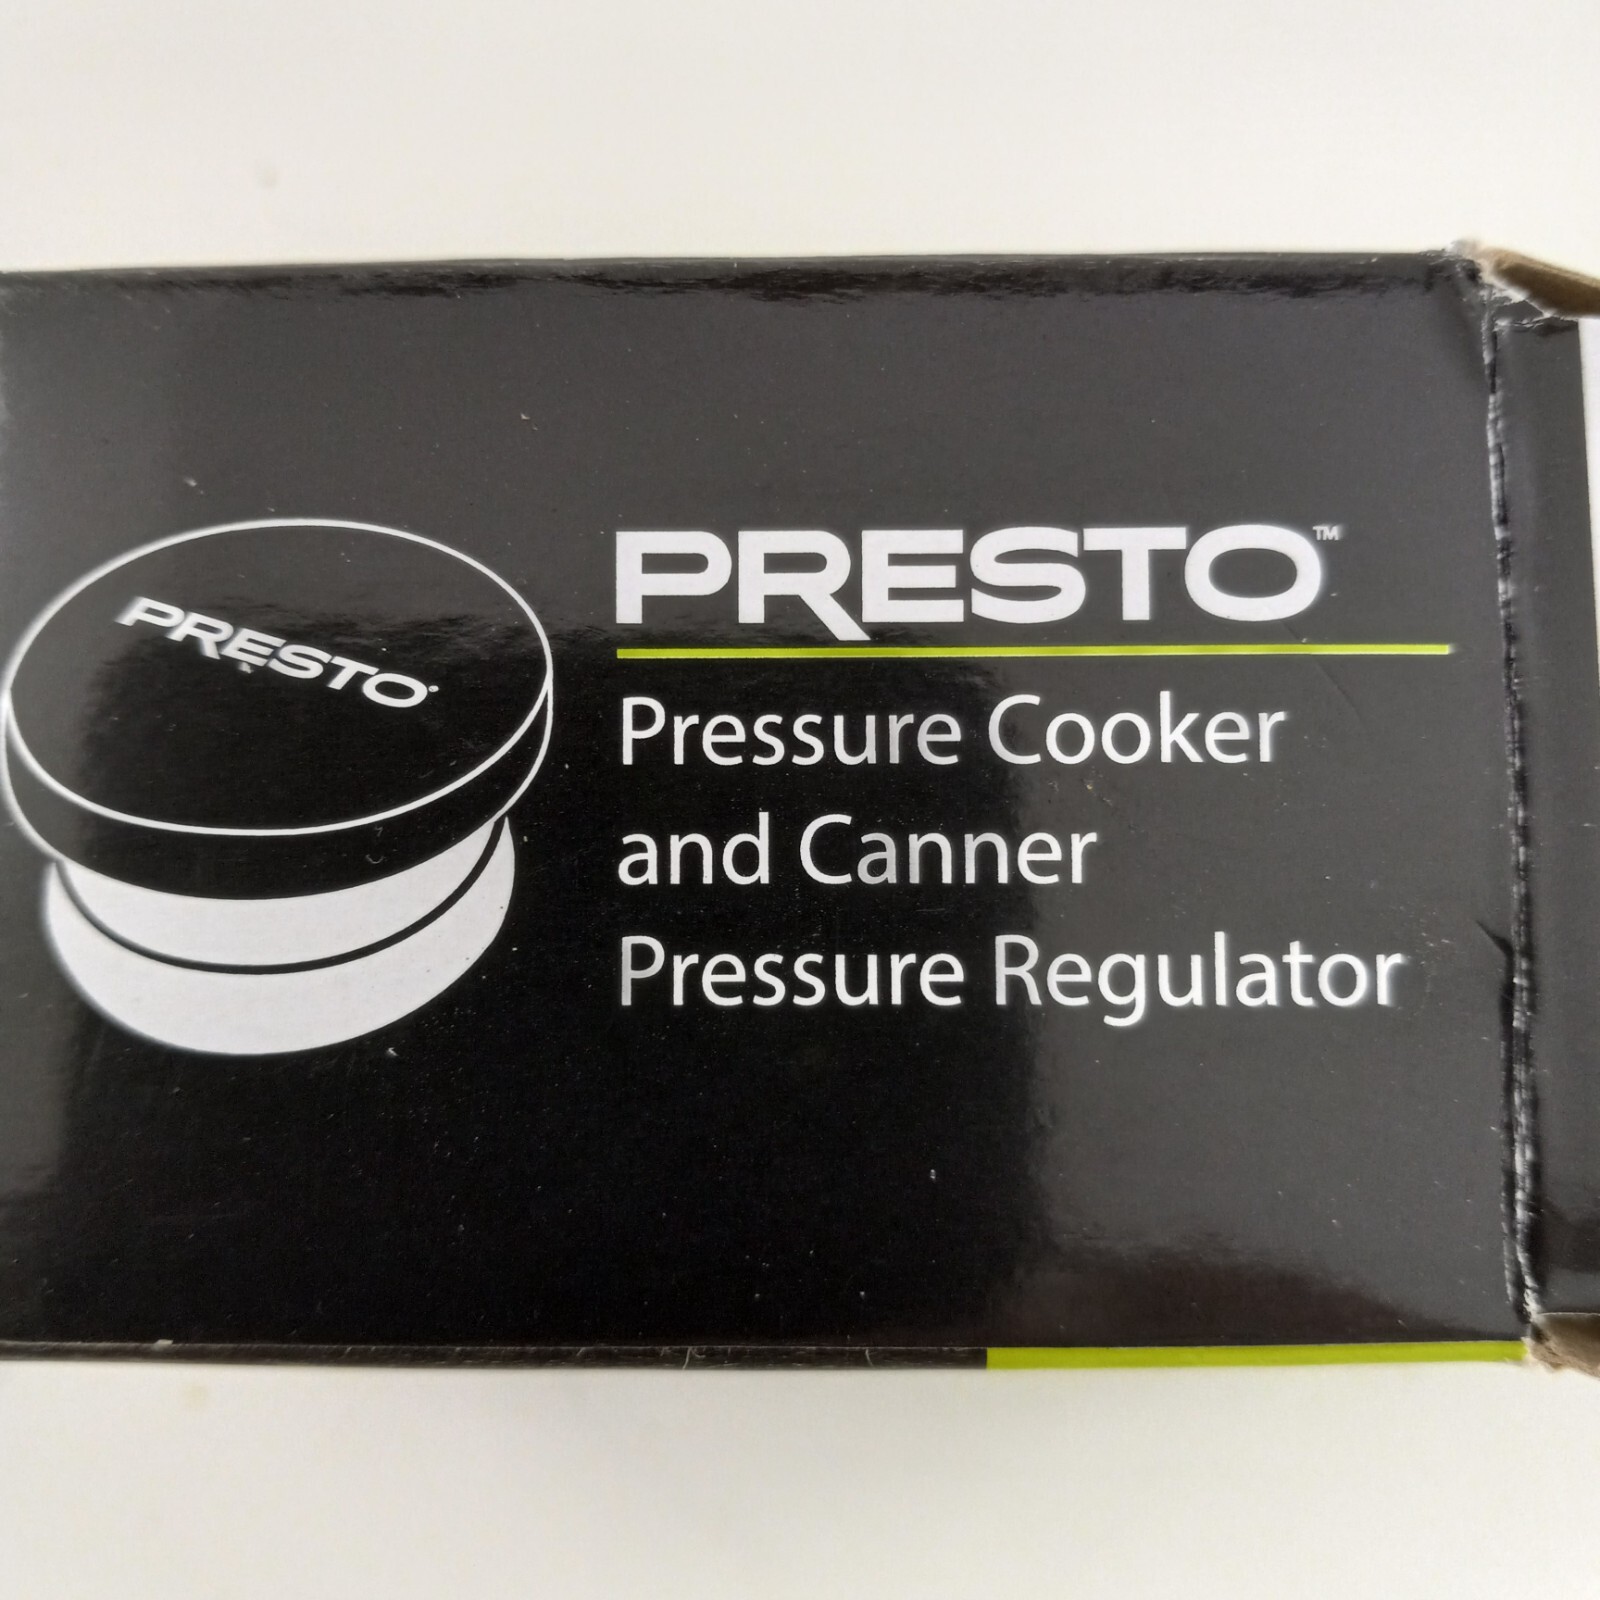 PRESTO
PRESTO™
Pressure Cooker
and Canner
Pressure Regulator